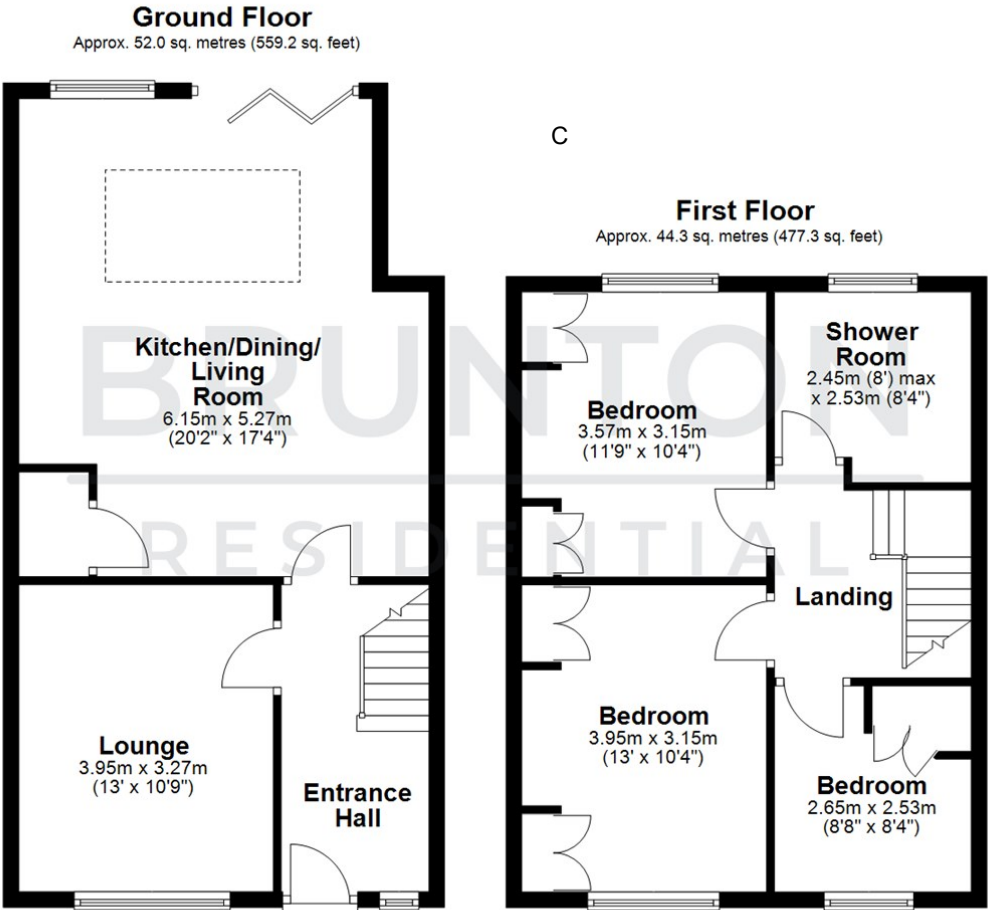 Ground Floor
Approx. 52.0 sq. metres (559.2 sq. feet)
C
First Floor
Approx. 44.3 sq. metres (477.3 sq. feet)
Kitchen/Dining/
Living
Room
6.15m x 5.27m
(20'2" x 17'4")
Lounge
3.95m x 3.27m
(13' x 10'9")
Entrance
Hall
Bedroom
3.57m x 3.15m
(11'9" x 10'4")
Shower
Room
2.45m (8') max
x 2.53m (8'4")
Landing
Bedroom
3.95m x 3.15m
(13' x 10'4")
Bedroom
2.65m x 2.53m
(8'8" x 8'4")
BRUNTON
RESIDENTIAL